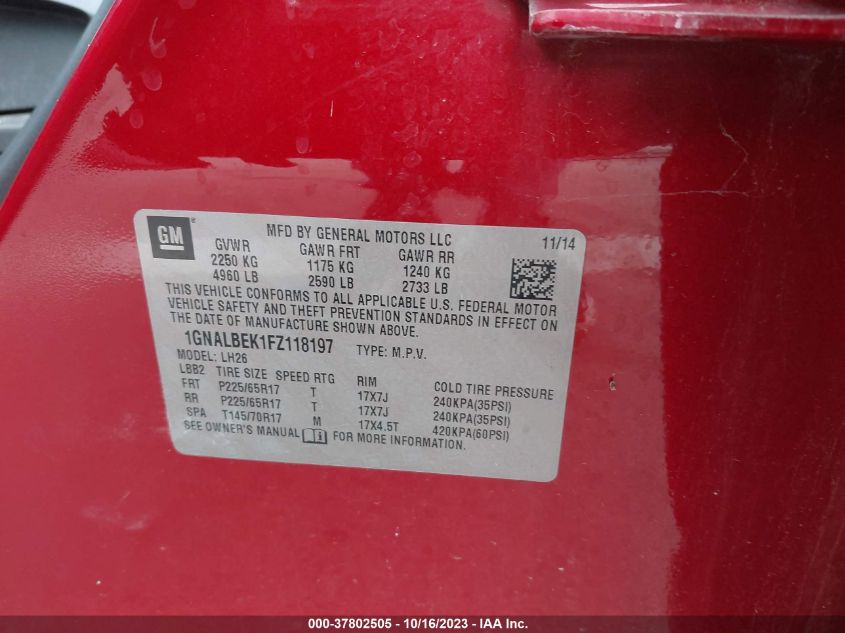 GM
MFD BY GENERAL MOTORS LLC 11/14
GVWR GAWR FRT GAWR RR
2250 KG 1175 KG 1240 KG
4960 LB 2590 LB 2733 LB
THIS VEHICLE CONFORMS TO ALL APPLICABLE U.S. FEDERAL MOTOR
VEHICLE SAFETY AND THEFT PREVENTION STANDARDS IN EFFECT ON
THE DATE OF MANUFACTURE SHOWN ABOVE.
1GNALBEK1FZ118197 TYPE: M.P.V.
MODEL: LH26
LBB2 TIRE SIZE SPEED RTG RIM COLD TIRE PRESSURE
FRT P225/65R17 T 17X7J 240KPA(35PSI)
RR P225/65R17 T 17X7J 240KPA(35PSI)
SPA T145/70R17 M 17X4.5T 420KPA(60PSI)
SEE OWNER'S MANUAL FOR MORE INFORMATION.
000-37802505 - 10/16/2023 - IAA Inc.